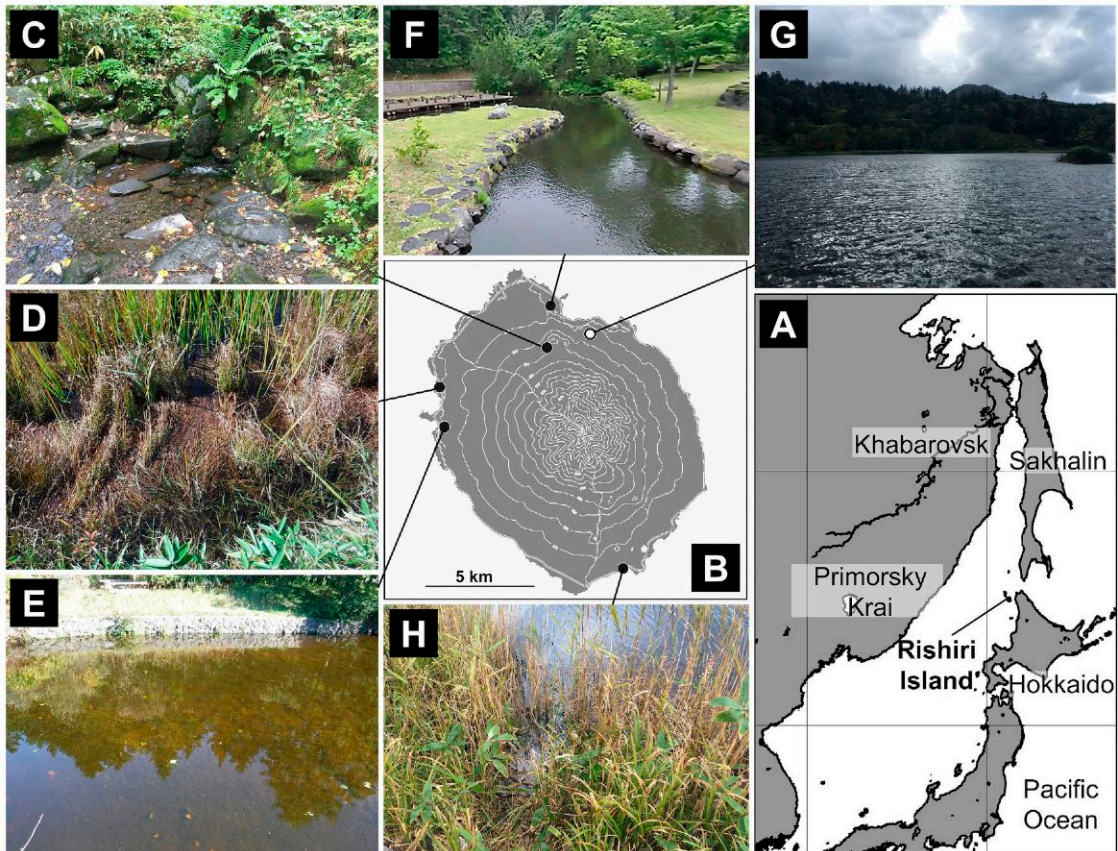 C
F
G
D
A
Khabarovsk
Sakhalin
Primorsky
Krai
Rishiri
Island
Hokkaido
Pacific
Ocean
5 km
B
E
H